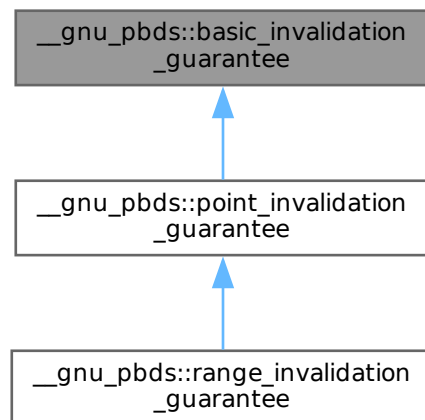 __gnu_pbds::basic_invalidation
_guarantee
__gnu_pbds::point_invalidation
_guarantee
__gnu_pbds::range_invalidation
_guarantee